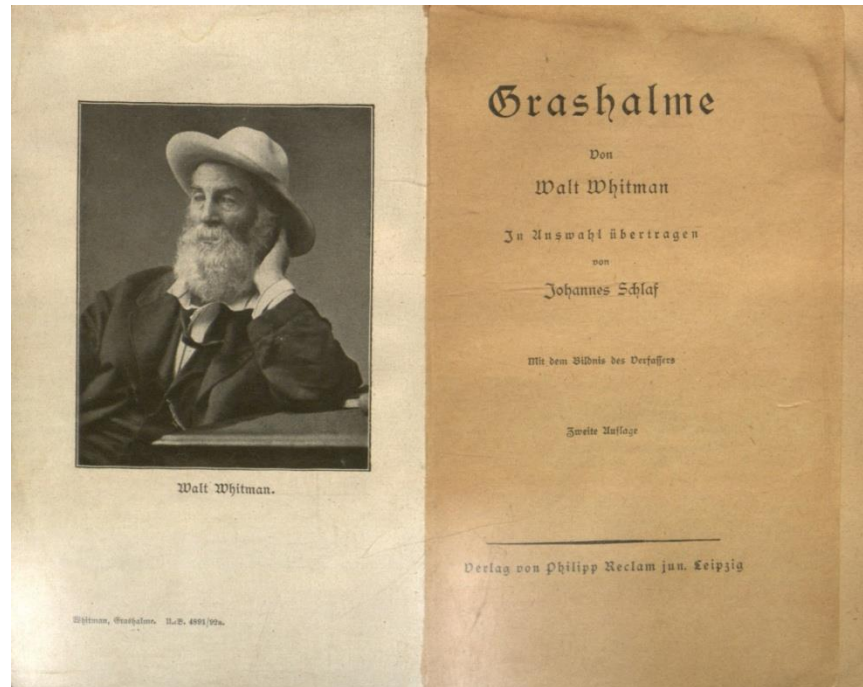 Walt Whitman.
Whitman, Grashalme. U.-B. 4891/92a.
Grashalme
Von
Walt Whitman
In Auswahl übertragen
von
Johannes Schlaf
Mit dem Bildnis des Verfassers
Zweite Auflage
Verlag von Philipp Reclam jun. Leipzig